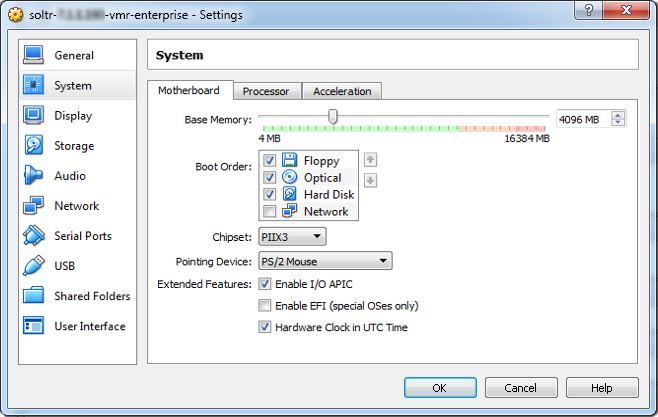 soltr- -vmr-enterprise - Settings
General
System
Display
Storage
Audio
Network
Serial Ports
USB
Shared Folders
User Interface
System
Motherboard Processor Acceleration
Base Memory: 4096 MB
4 MB 16384 MB
Boot Order: Floppy
Optical
Hard Disk
Network
Chipset: PIIX3
Pointing Device: PS/2 Mouse
Extended Features: Enable I/O APIC
Enable EFI (special OSes only)
Hardware Clock in UTC Time
OK Cancel Help